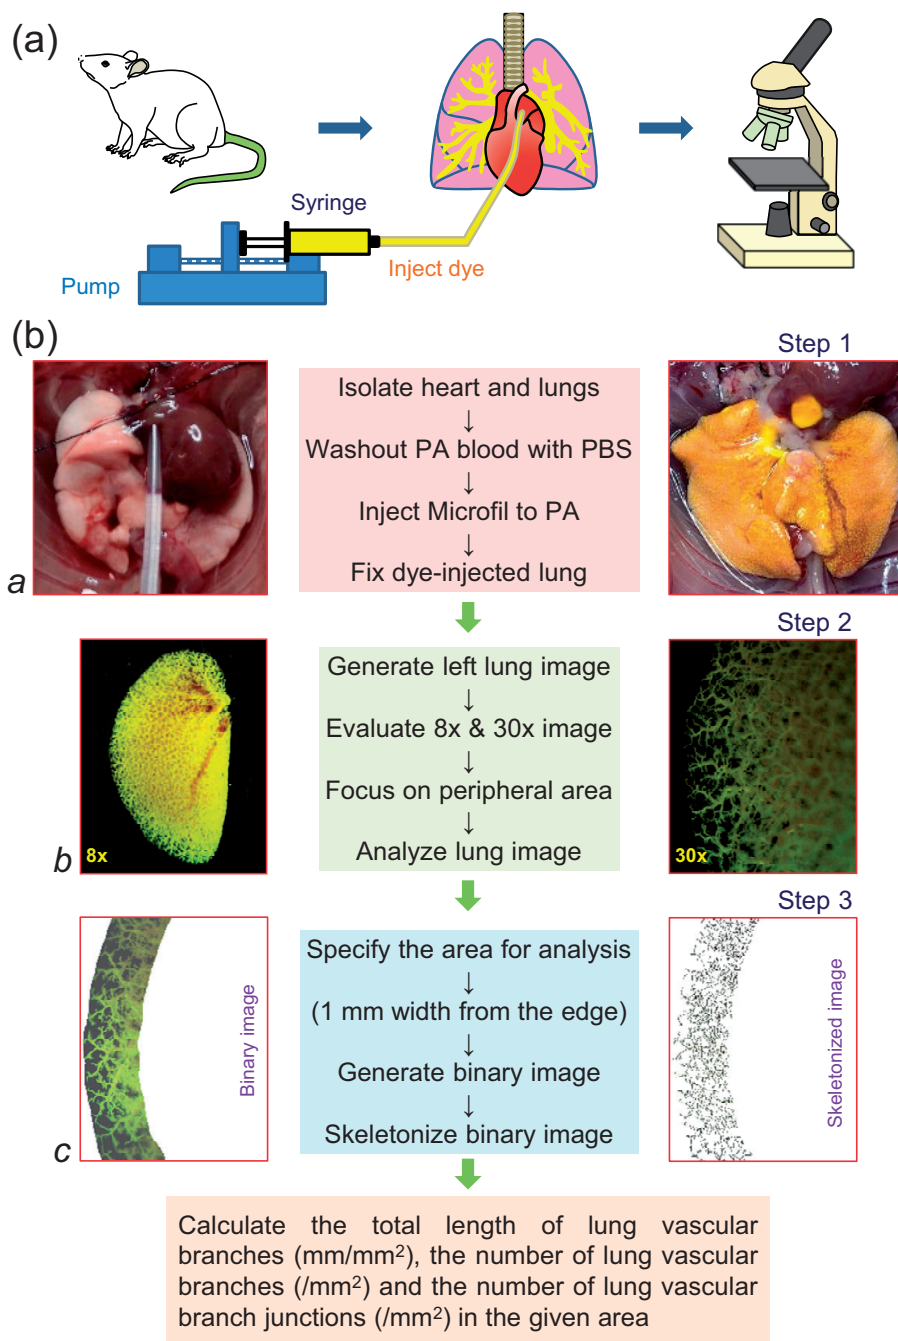 (a)
Syringe
Inject dye
Pump
(b)
Step 1
Isolate heart and lungs
↓
Washout PA blood with PBS
↓
Inject Microfil to PA
↓
Fix dye-injected lung
a
Step 2
Generate left lung image
↓
Evaluate 8x & 30x image
↓
Focus on peripheral area
↓
Analyze lung image
b
8x
30x
Step 3
Specify the area for analysis
↓
(1 mm width from the edge)
↓
Generate binary image
↓
Skeletonize binary image
Binary image
Skeletonized image
c
Calculate the total length of lung vascular
branches (mm/mm²), the number of lung vascular
branches (/mm²) and the number of lung vascular
branch junctions (/mm²) in the given area